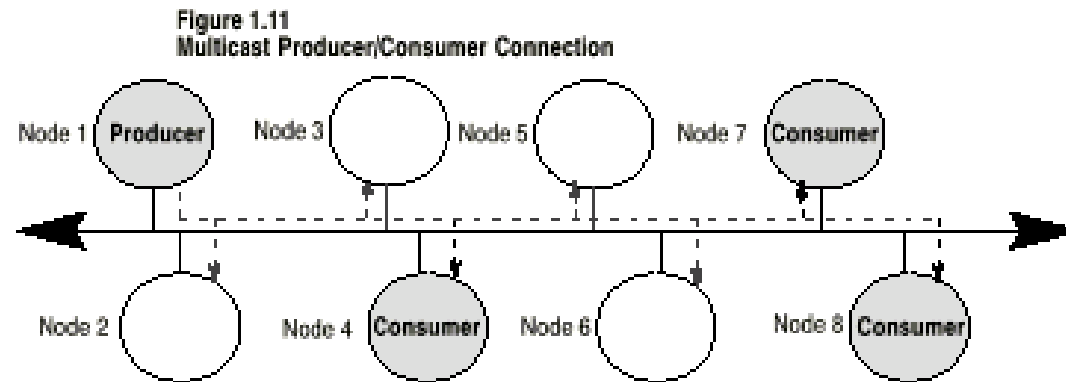 Figure 1.11
Multicast Producer/Consumer Connection
Node 1
Producer
Node 3
Node 5
Node 7
Consumer
Node 2
Node 4
Consumer
Node 6
Node 8
Consumer